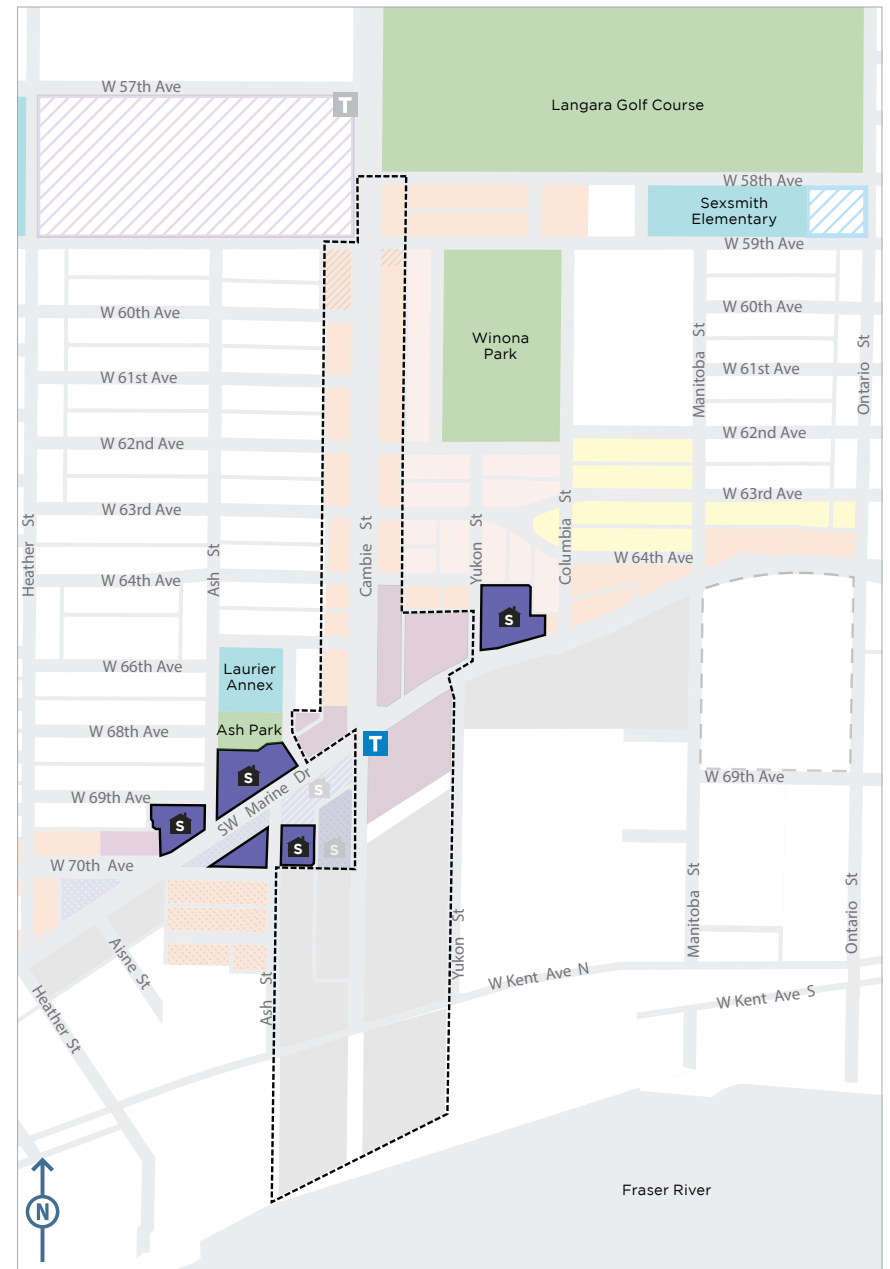 W 57th Ave
T
Langara Golf Course
W 58th Ave
Sexsmith
Elementary
W 59th Ave
W 60th Ave
Winona
Park
W 60th Ave
W 61st Ave
W 61st Ave
Manitoba St
Ontario St
W 62nd Ave
W 62nd Ave
W 63rd Ave
W 63rd Ave
Heather St
Ash St
Cambie St
Yukon St
Columbia St
W 64th Ave
W 64th Ave
S
W 66th Ave
Laurier
Annex
W 68th Ave
Ash Park
T
S
SW Marine Dr
S
W 69th Ave
W 69th Ave
S
S
S
W 70th Ave
Manitoba St
Ontario St
Yukon St
Aisne St
Ash St
Heather St
W Kent Ave N
W Kent Ave S
N
Fraser River